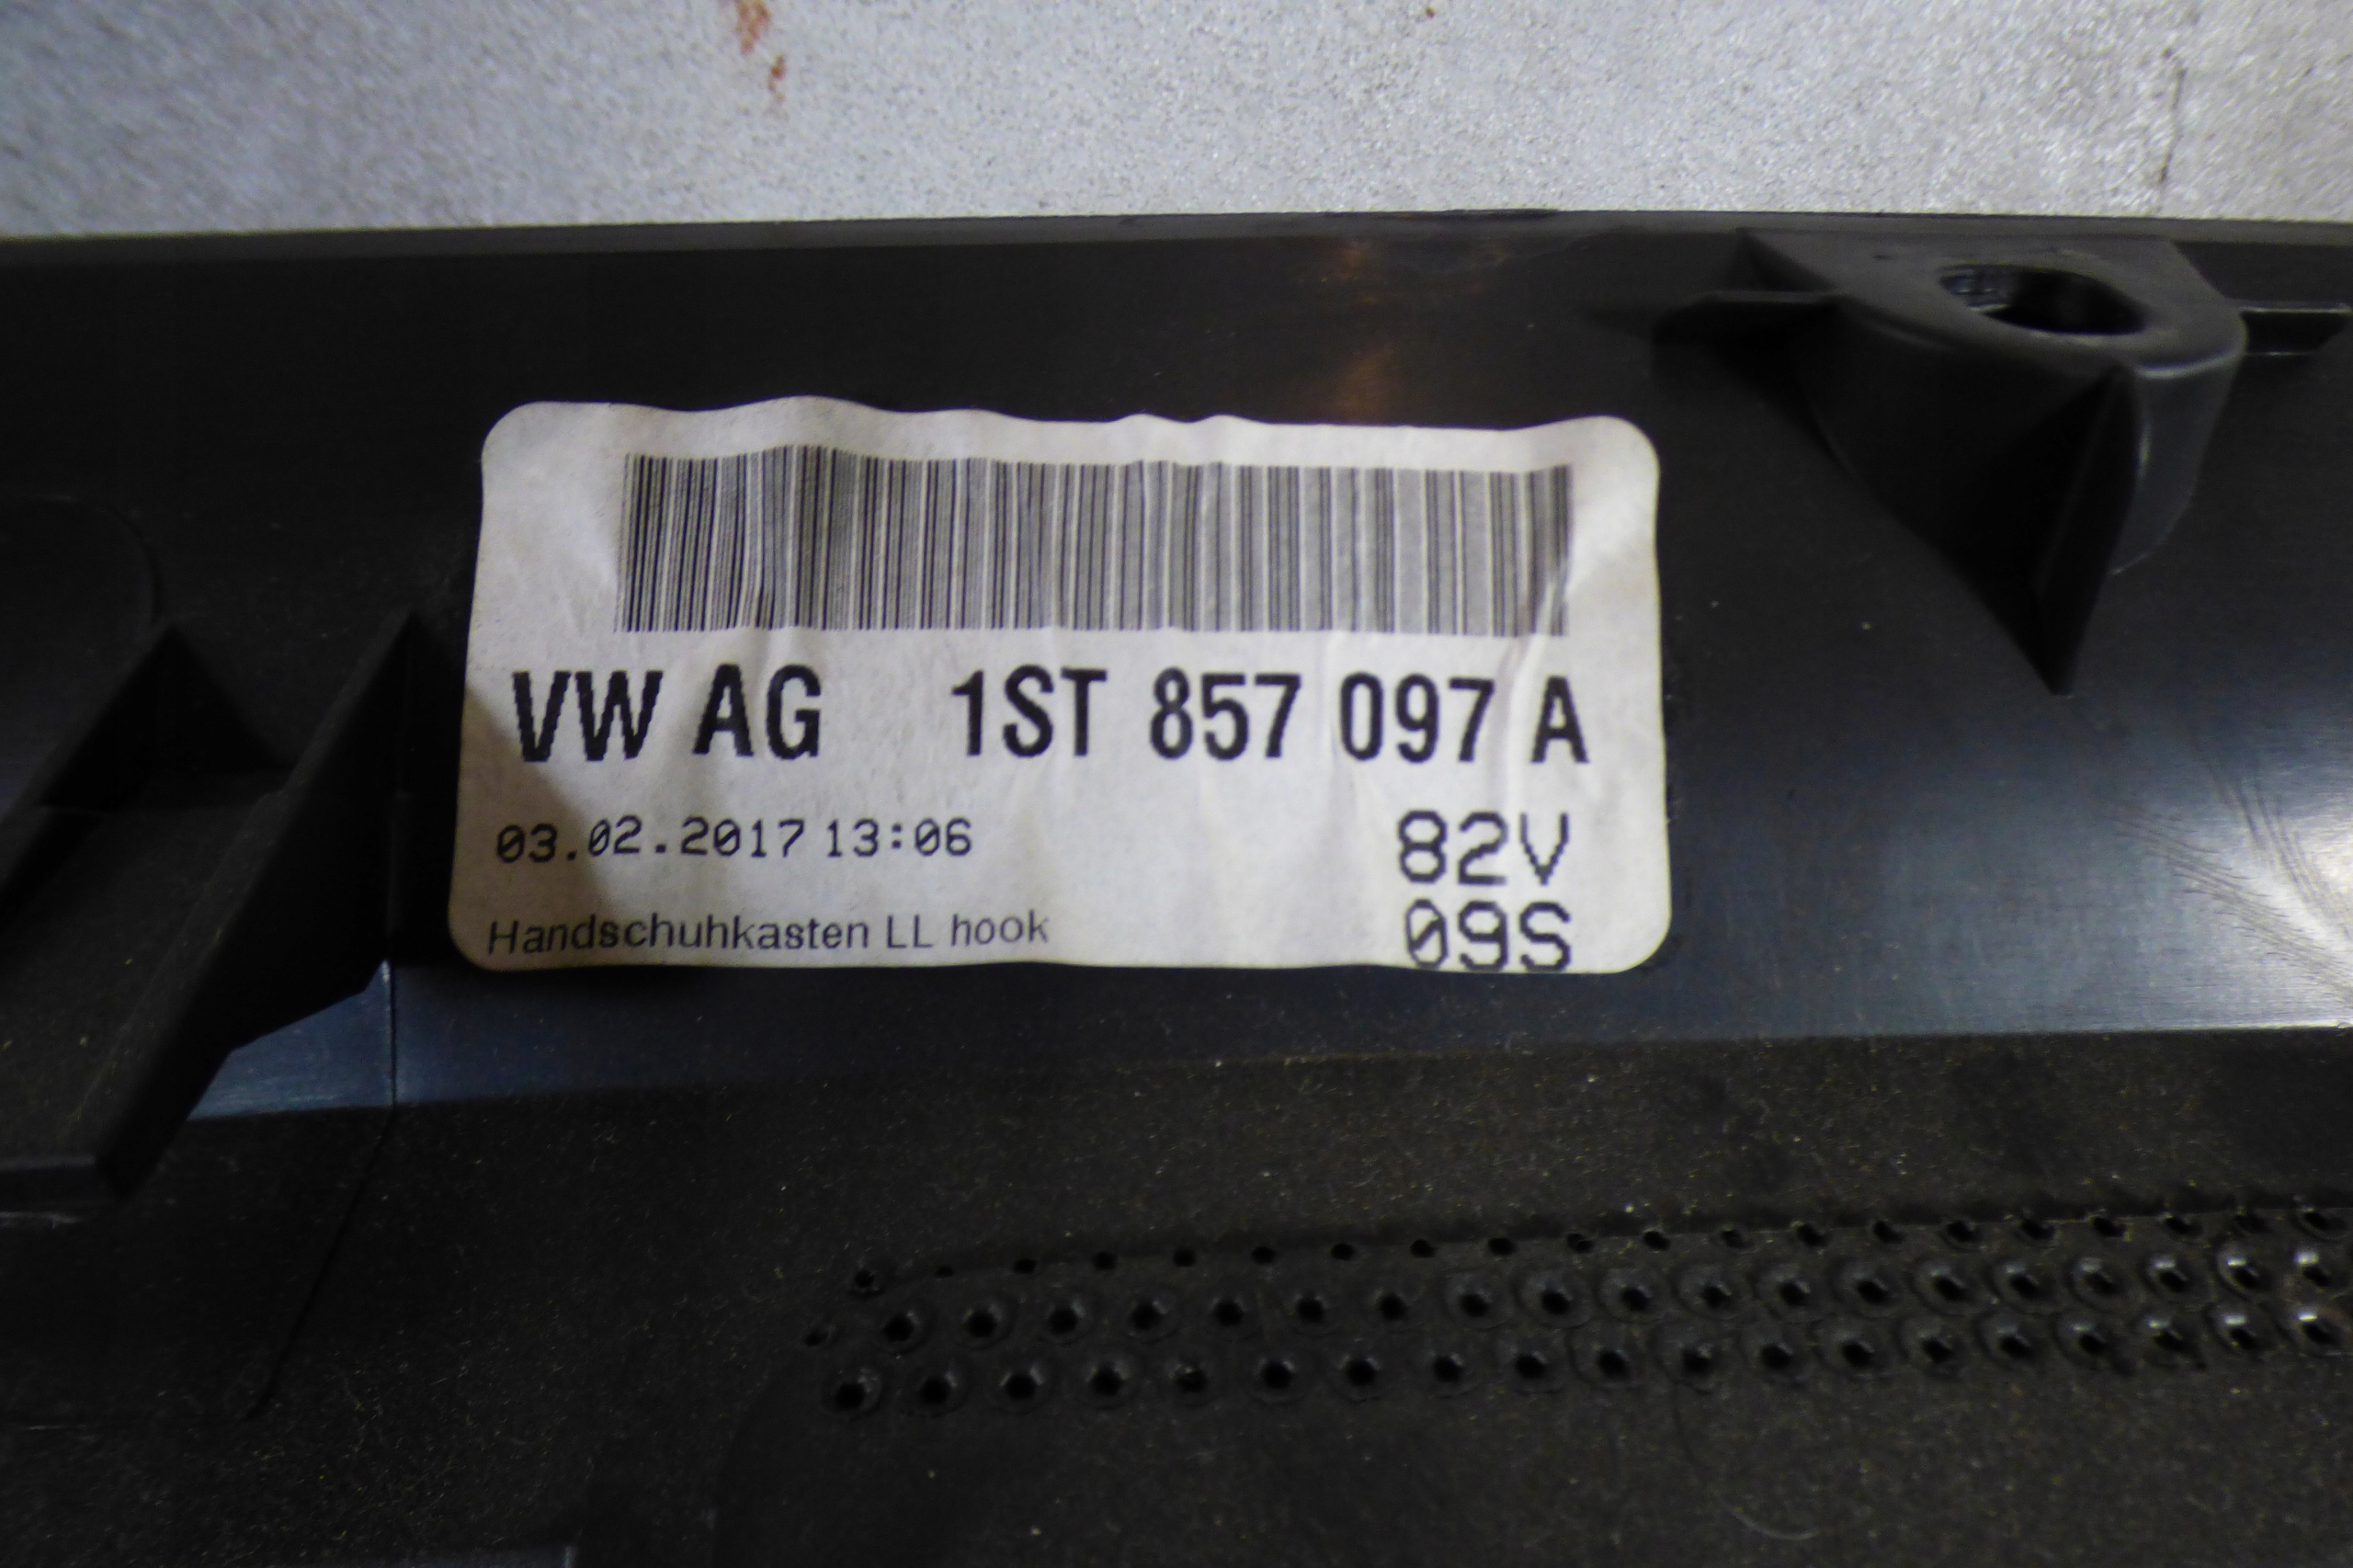 VW AG 1ST 857 097 A
03.02.2017 13:06 82V
Handschuhkasten LL hook 09S